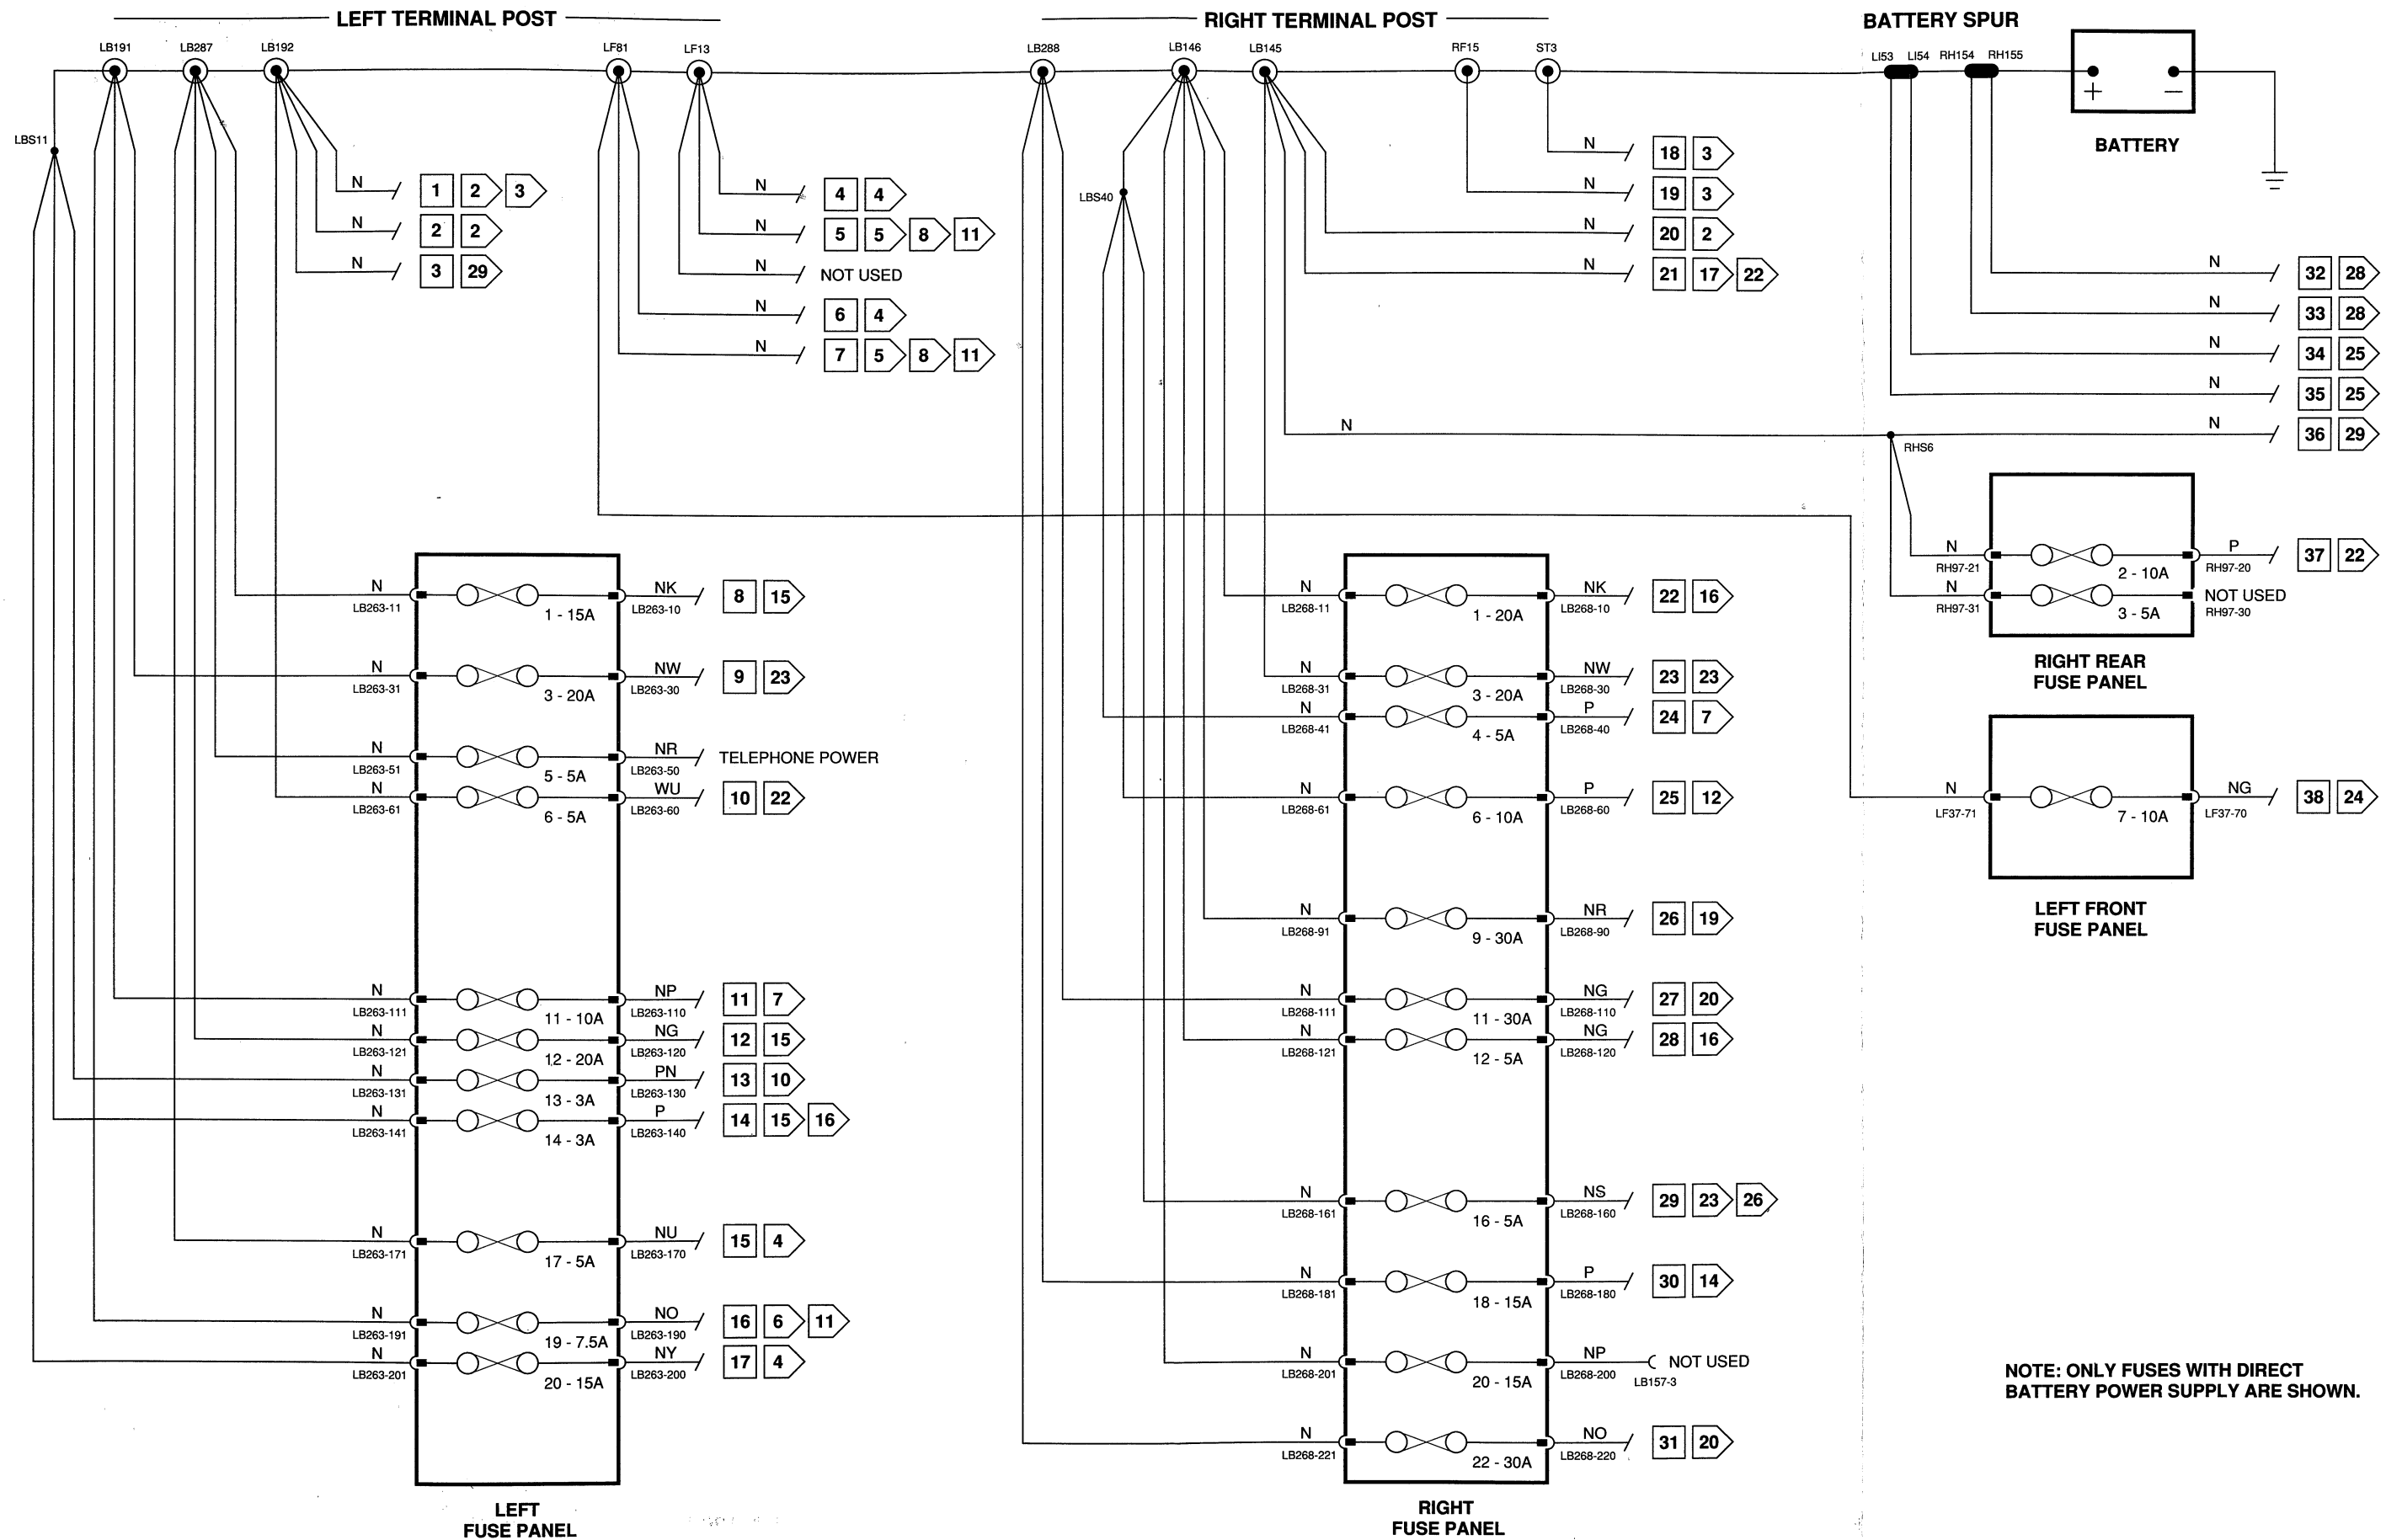 LEFT TERMINAL POST
RIGHT TERMINAL POST
BATTERY SPUR
LB191
LB287
LB192
LF81
LF13
LB288
LB146
LB145
RF15
ST3
LI53
LI54
RH154
RH155
+
−
BATTERY
LBS11
LBS40
N 1 2 3
N 2 2
N 3 29
N 4 4
N 5 5 8 11
N NOT USED
N 6 4
N 7 5 8 11
N 18 3
N 19 3
N 20 2
N 21 17 22
N 32 28
N 33 28
N 34 25
N 35 25
N N 36 29
RHS6
N NK 8 15
LB263-11 1 - 15A LB263-10
N NW 9 23
LB263-31 3 - 20A LB263-30
N NR TELEPHONE POWER
LB263-51 5 - 5A LB263-50
N WU 10 22
LB263-61 6 - 5A LB263-60
N NP 11 7
LB263-111 11 - 10A LB263-110
N NG 12 15
LB263-121 12 - 20A LB263-120
N PN 13 10
LB263-131 13 - 3A LB263-130
N P 14 15 16
LB263-141 14 - 3A LB263-140
N NU 15 4
LB263-171 17 - 5A LB263-170
N NO 16 6 11
LB263-191 19 - 7.5A LB263-190
N NY 17 4
LB263-201 20 - 15A LB263-200
LEFT
FUSE PANEL
N NK 22 16
LB268-11 1 - 20A LB268-10
N NW 23 23
LB268-31 3 - 20A LB268-30
N P 24 7
LB268-41 4 - 5A LB268-40
N P 25 12
LB268-61 6 - 10A LB268-60
N NR 26 19
LB268-91 9 - 30A LB268-90
N NG 27 20
LB268-111 11 - 30A LB268-110
N NG 28 16
LB268-121 12 - 5A LB268-120
N NS 29 23 26
LB268-161 16 - 5A LB268-160
N P 30 14
LB268-181 18 - 15A LB268-180
N NP NOT USED
LB268-201 20 - 15A LB268-200 LB157-3
N NO 31 20
LB268-221 22 - 30A LB268-220
RIGHT
FUSE PANEL
N P 37 22
RH97-21 2 - 10A RH97-20
N NOT USED
RH97-31 3 - 5A RH97-30
RIGHT REAR
FUSE PANEL
N NG 38 24
LF37-71 7 - 10A LF37-70
LEFT FRONT
FUSE PANEL
NOTE: ONLY FUSES WITH DIRECT
BATTERY POWER SUPPLY ARE SHOWN.